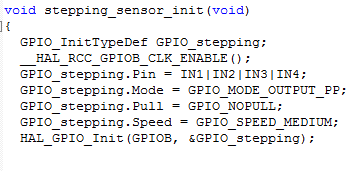 void stepping_sensor_init(void)
{
GPIO_InitTypeDef GPIO_stepping;
__HAL_RCC_GPIOB_CLK_ENABLE();
GPIO_stepping.Pin = IN1|IN2|IN3|IN4;
GPIO_stepping.Mode = GPIO_MODE_OUTPUT_PP;
GPIO_stepping.Pull = GPIO_NOPULL;
GPIO_stepping.Speed = GPIO_SPEED_MEDIUM;
HAL_GPIO_Init(GPIOB, &GPIO_stepping);